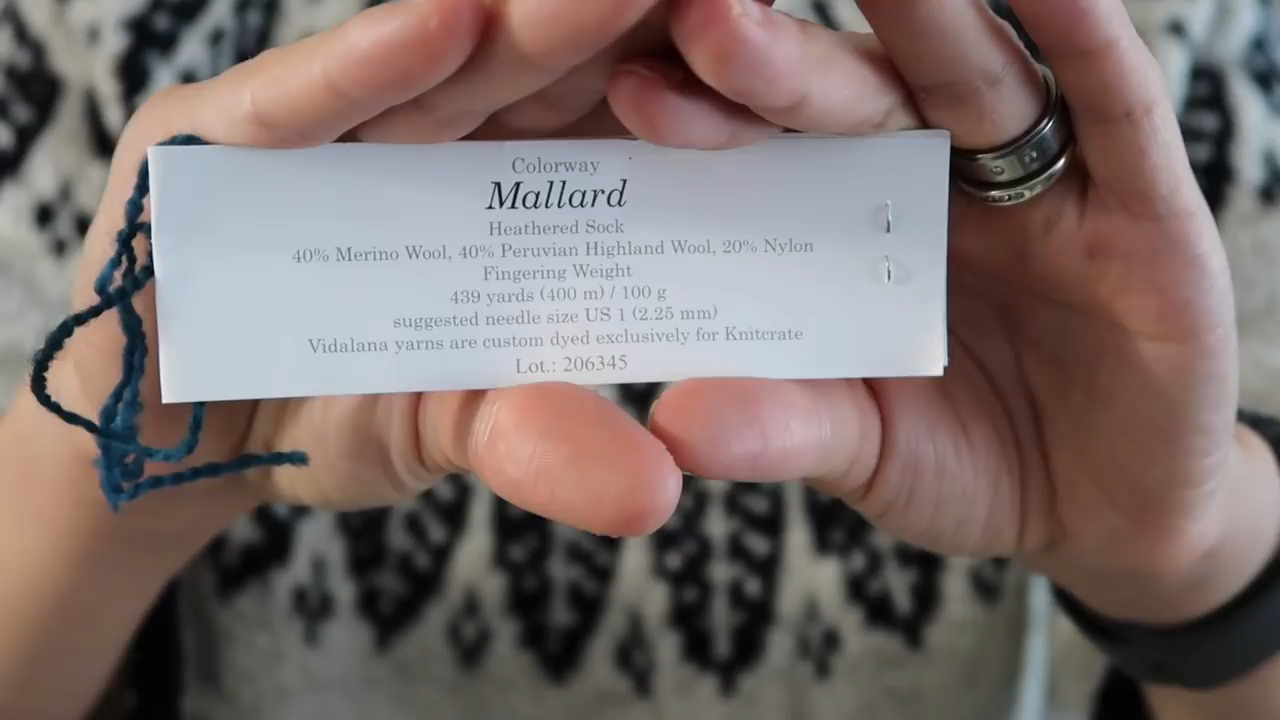 Colorway
Mallard
Heathered Sock
40% Merino Wool, 40% Peruvian Highland Wool, 20% Nylon
Fingering Weight
439 yards (400 m) / 100 g
suggested needle size US 1 (2.25 mm)
Vidalana yarns are custom dyed exclusively for Knitcrate
Lot.: 206345